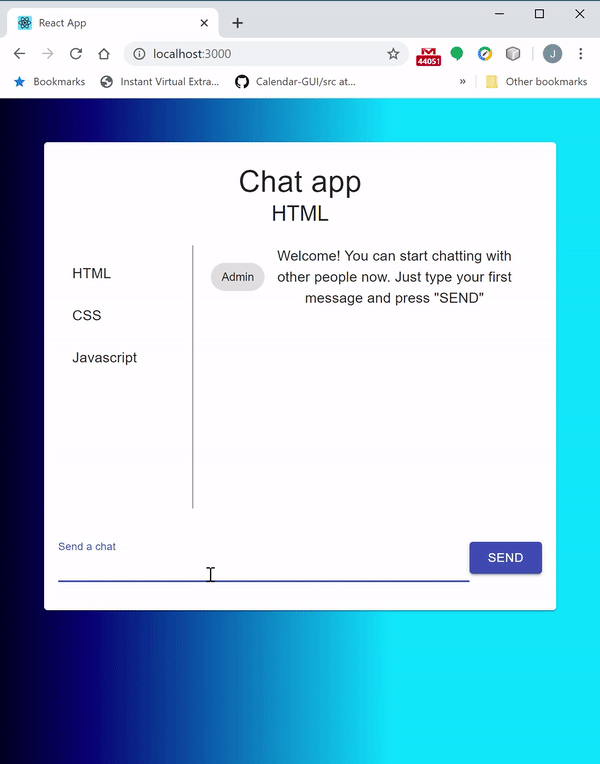 React App
localhost:3000
44051
J
Bookmarks
Instant Virtual Extra...
Calendar-GUI/src at...
»
Other bookmarks
Chat app
HTML
HTML
CSS
Javascript
Admin
Welcome! You can start chatting with
other people now. Just type your first
message and press "SEND"
Send a chat
SEND